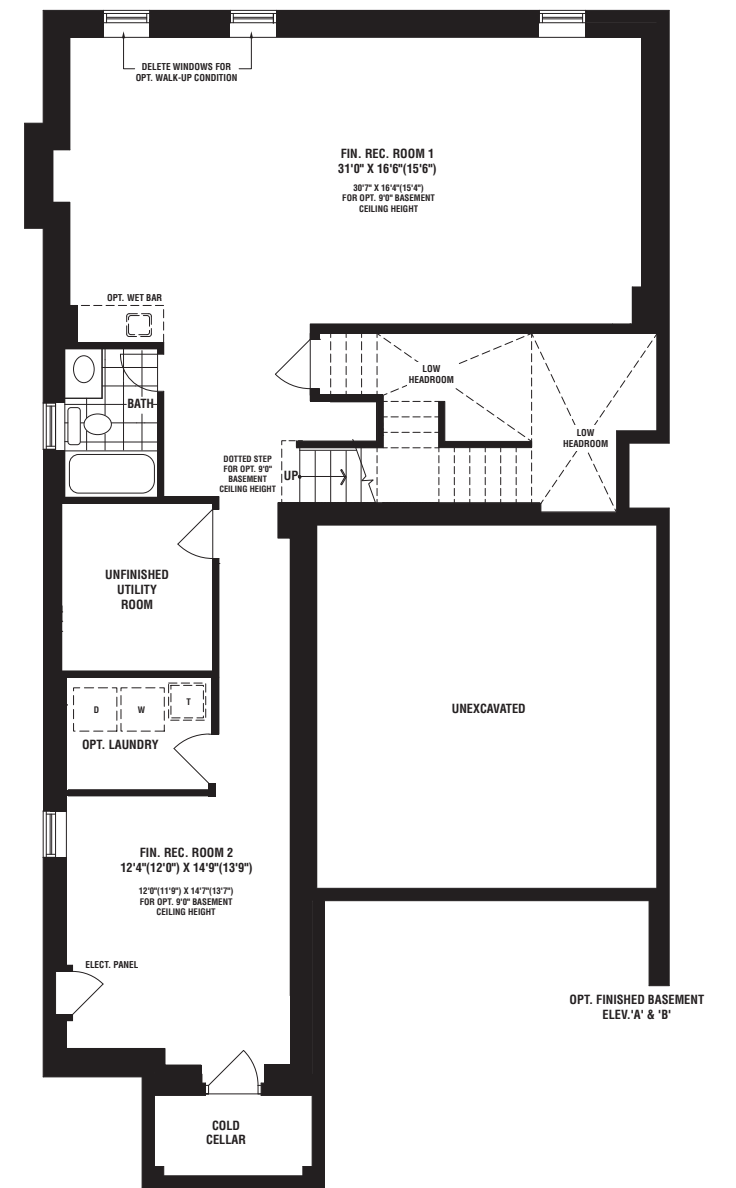 DELETE WINDOWS FOR
OPT. WALK-UP CONDITION
FIN. REC. ROOM 1
31'0" X 16'6"(15'6")
30'7" X 16'4"(15'4")
FOR OPT. 9'0" BASEMENT
CEILING HEIGHT
OPT. WET BAR
LOW
HEADROOM
BATH
LOW
HEADROOM
DOTTED STEP
FOR OPT. 9'0"
BASEMENT
CEILING HEIGHT
UP
UNFINISHED
UTILITY
ROOM
D
W
T
OPT. LAUNDRY
UNEXCAVATED
FIN. REC. ROOM 2
12'4"(12'0") X 14'9"(13'9")
12'0"(11'9") X 14'7"(13'7")
FOR OPT. 9'0" BASEMENT
CEILING HEIGHT
ELECT. PANEL
OPT. FINISHED BASEMENT
ELEV.'A' & 'B'
COLD
CELLAR